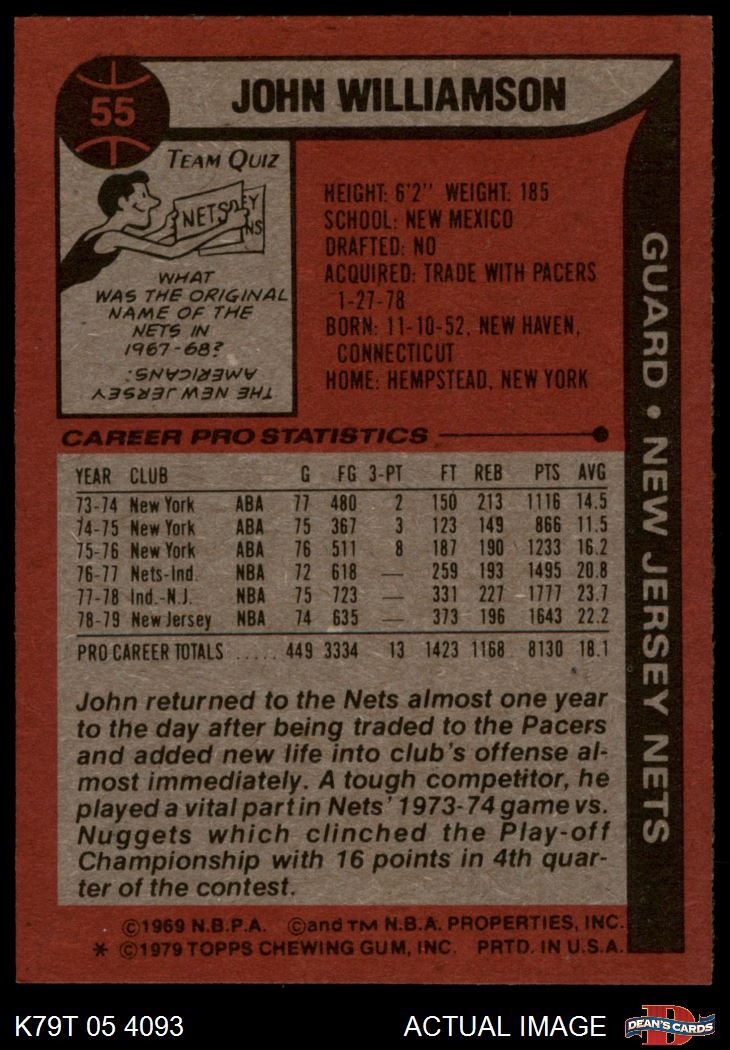 55
JOHN WILLIAMSON
TEAM QUIZ
NETS
EY
NS
WHAT
WAS THE ORIGINAL
NAME OF THE
NETS IN
1967-68?
THE NEW JERSEY
AMERICANS.
HEIGHT: 6'2" WEIGHT: 185
SCHOOL: NEW MEXICO
DRAFTED: NO
ACQUIRED: TRADE WITH PACERS
1-27-78
BORN: 11-10-52, NEW HAVEN,
CONNECTICUT
HOME: HEMPSTEAD, NEW YORK
GUARD • NEW JERSEY NETS
CAREER PRO STATISTICS
YEAR CLUB G FG 3-PT FT REB PTS AVG
73-74 New York ABA 77 480 2 150 213 1116 14.5
74-75 New York ABA 75 367 3 123 149 866 11.5
75-76 New York ABA 76 511 8 187 190 1233 16.2
76-77 Nets-Ind. NBA 72 618 — 259 193 1495 20.8
77-78 Ind.-N.J. NBA 75 723 — 331 227 1777 23.7
78-79 New Jersey NBA 74 635 — 373 196 1643 22.2
PRO CAREER TOTALS ..... 449 3334 13 1423 1168 8130 18.1
John returned to the Nets almost one year
to the day after being traded to the Pacers
and added new life into club's offense al-
most immediately. A tough competitor, he
played a vital part in Nets' 1973-74 game vs.
Nuggets which clinched the Play-off
Championship with 16 points in 4th quar-
ter of the contest.
©1969 N.B.P.A. ©and TM N.B.A. PROPERTIES, INC.
* ©1979 TOPPS CHEWING GUM, INC. PRTD. IN U.S.A.
K79T 05 4093
ACTUAL IMAGE
D
DEAN'S CARDS